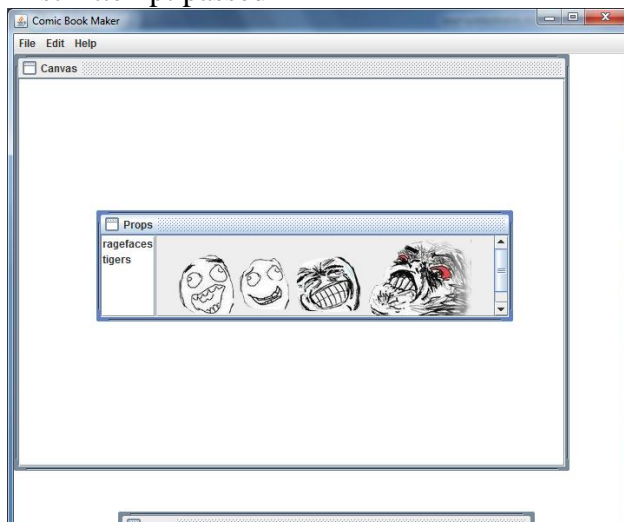 Comic Book Maker
File Edit Help
Canvas
Props
ragefaces
tigers